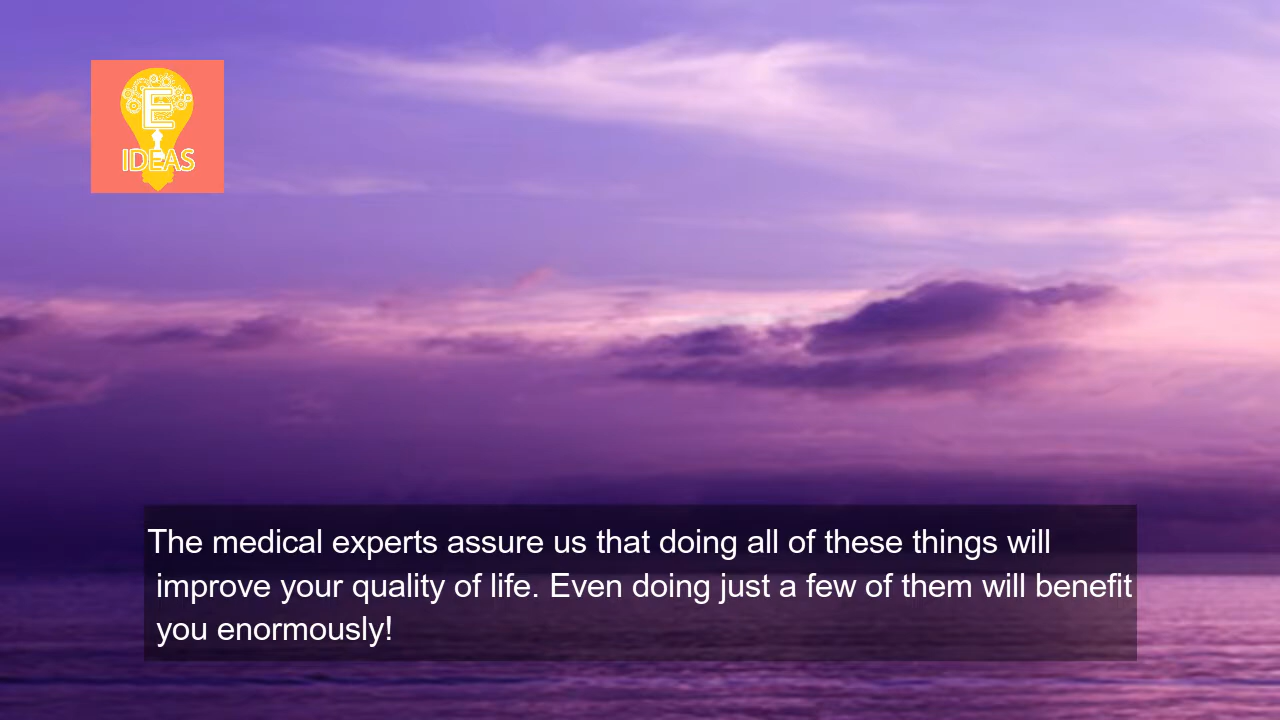 E
IDEAS
The medical experts assure us that doing all of these things will
improve your quality of life. Even doing just a few of them will benefit
you enormously!